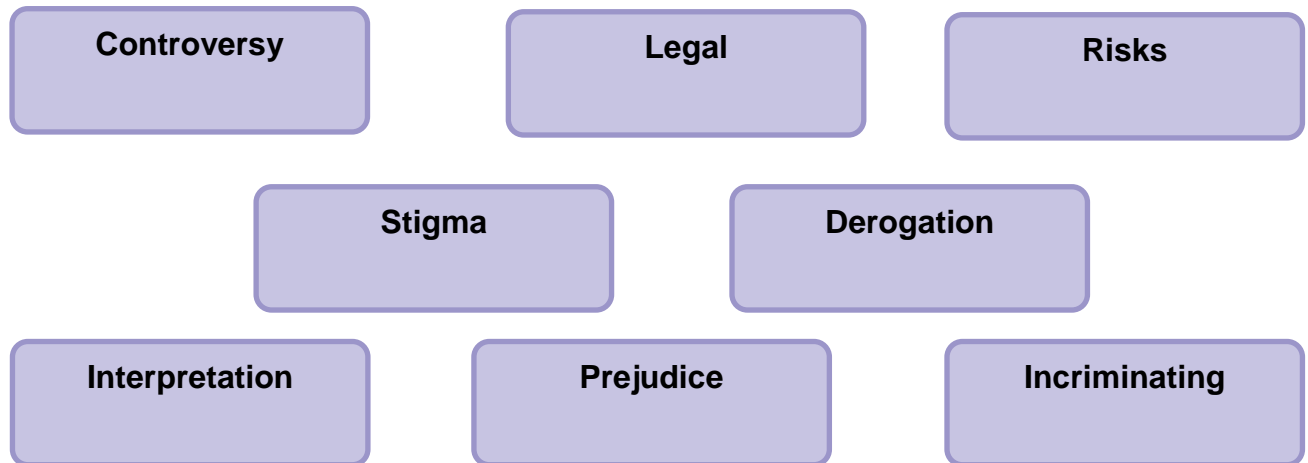 Controversy
Legal
Risks
Stigma
Derogation
Interpretation
Prejudice
Incriminating